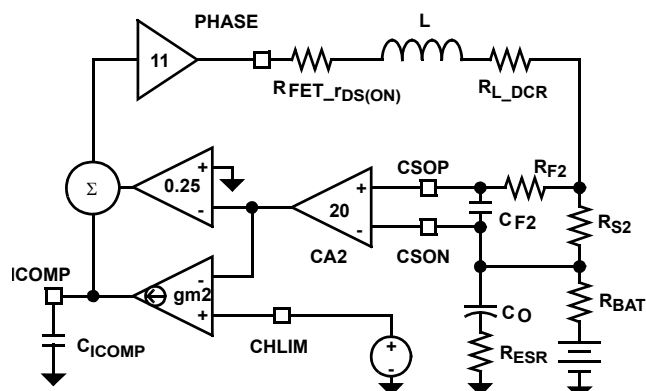 PHASE
L
11
RFET_rDS(ON)
RL_DCR
Σ
+
0.25
-
+
20
-
CA2
CSOP
CSON
RF2
CF2
RS2
ICOMP
CICOMP
-
gm2
+
CHLIM
+
-
CO
RESR
RBAT